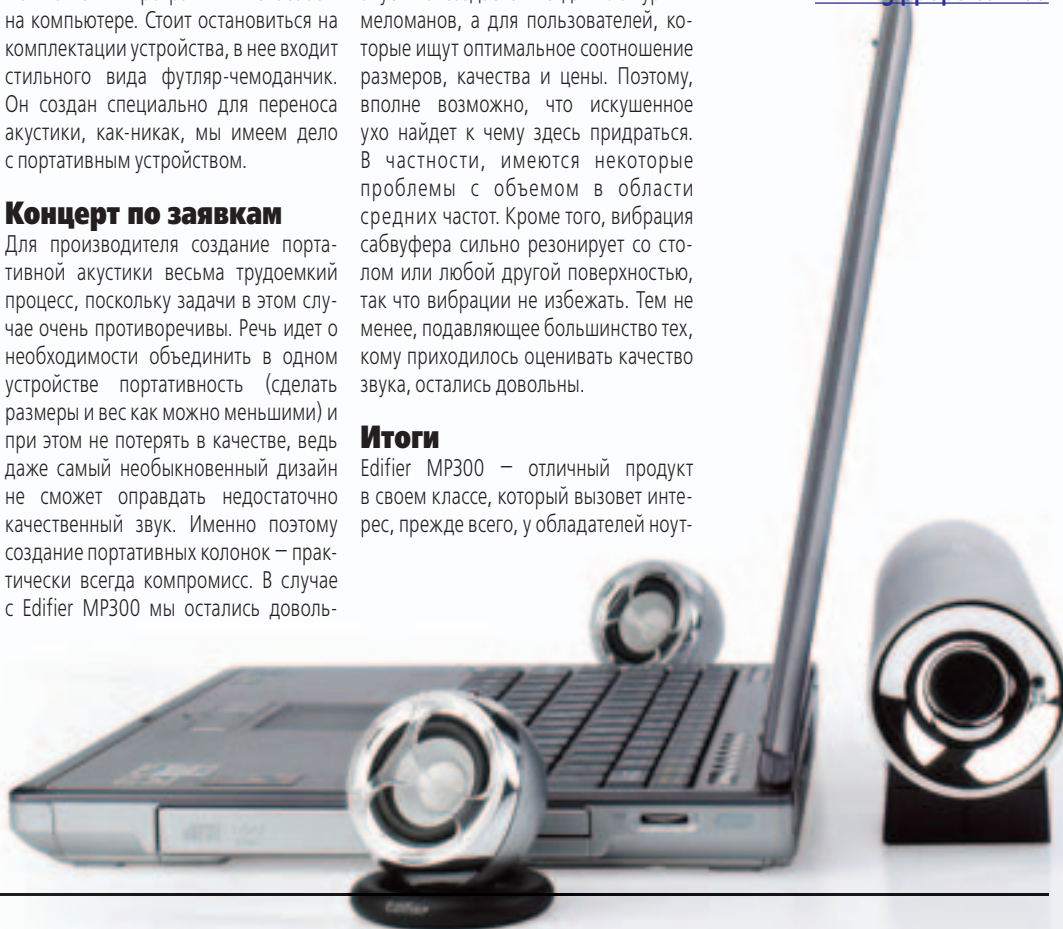 на компьютере. Стоит остановиться на
комплектации устройства, в нее входит
стильного вида футляр-чемоданчик.
Он создан специально для переноса
акустики, как-никак, мы имеем дело
с портативным устройством.
Концерт по заявкам
Для производителя создание порта-
тивной акустики весьма трудоемкий
процесс, поскольку задачи в этом слу-
чае очень противоречивы. Речь идет о
необходимости объединить в одном
устройстве портативность (сделать
размеры и вес как можно меньшими) и
при этом не потерять в качестве, ведь
даже самый необыкновенный дизайн
не сможет оправдать недостаточно
качественный звук. Именно поэтому
создание портативных колонок — прак-
тически всегда компромисс. В случае
с Edifier MP300 мы остались доволь-
меломанов, а для пользователей, ко-
торые ищут оптимальное соотношение
размеров, качества и цены. Поэтому,
вполне возможно, что искушенное
ухо найдет к чему здесь придраться.
В частности, имеются некоторые
проблемы с объемом в области
средних частот. Кроме того, вибрация
сабвуфера сильно резонирует со сто-
лом или любой другой поверхностью,
так что вибрации не избежать. Тем не
менее, подавляющее большинство тех,
кому приходилось оценивать качество
звука, остались довольны.
Итоги
Edifier MP300 — отличный продукт
в своем классе, который вызовет инте-
рес, прежде всего, у обладателей ноут-
Edifier